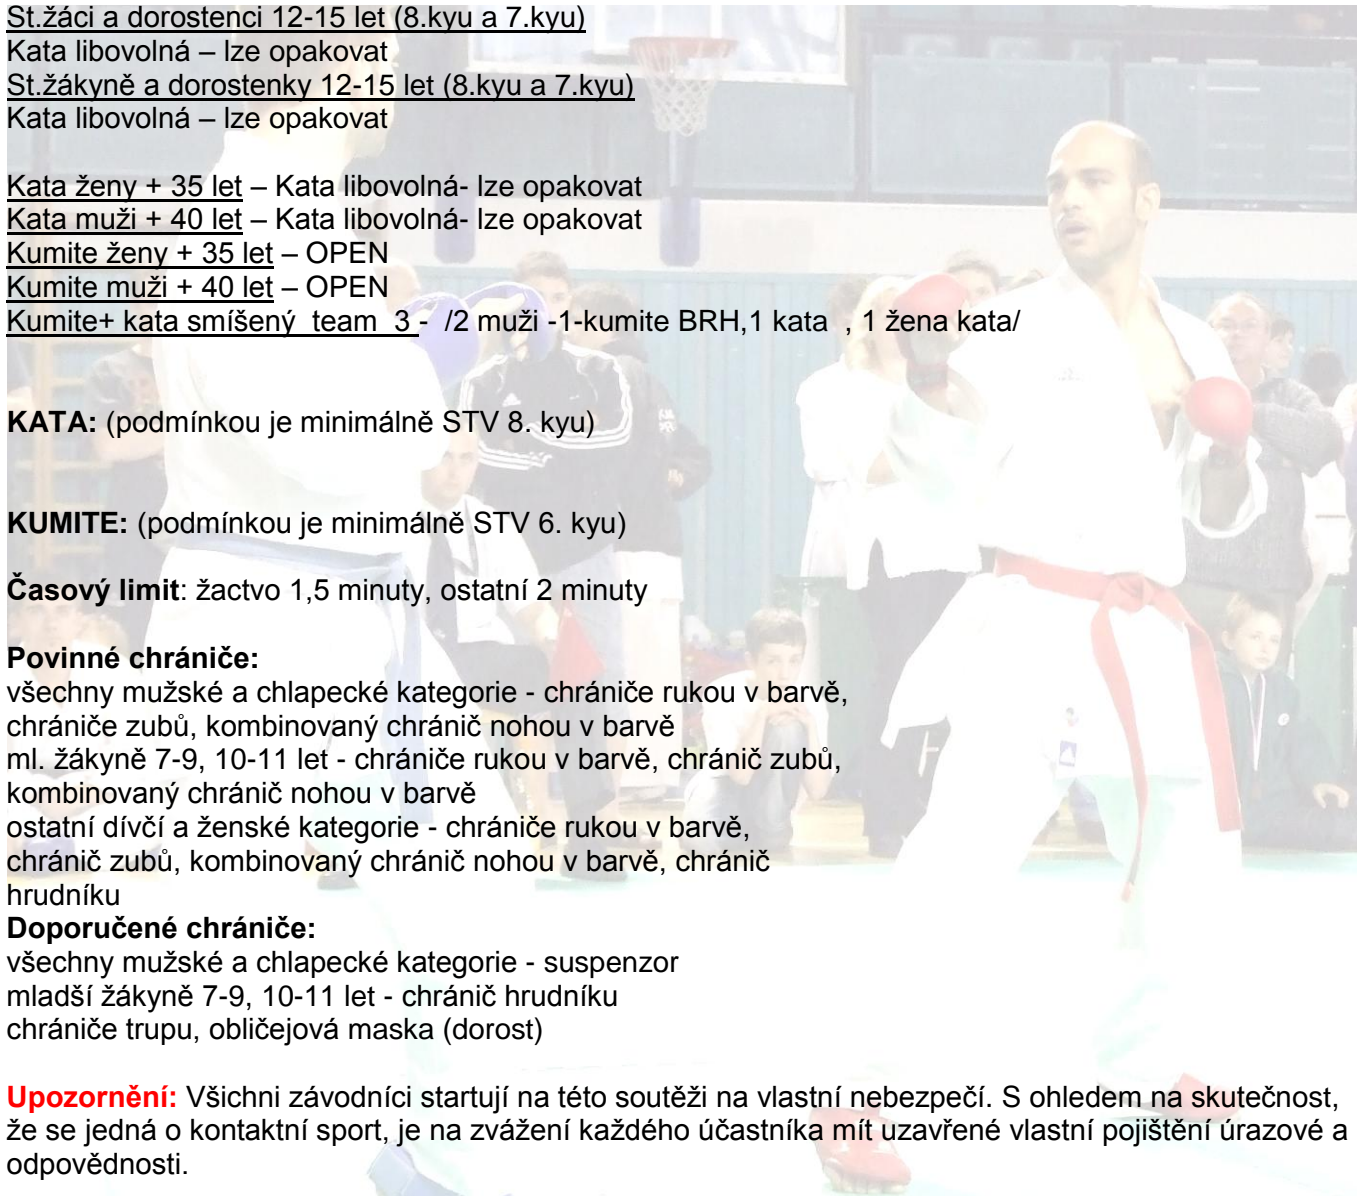 St.žáci a dorostenci 12-15 let (8.kyu a 7.kyu)
Kata libovolná – lze opakovat
St.žákyně a dorostenky 12-15 let (8.kyu a 7.kyu)
Kata libovolná – lze opakovat
Kata ženy + 35 let – Kata libovolná- lze opakovat
Kata muži + 40 let – Kata libovolná- lze opakovat
Kumite ženy + 35 let – OPEN
Kumite muži + 40 let – OPEN
Kumite+ kata smíšený  team  3 -  /2 muži -1-kumite BRH,1 kata  , 1 žena kata/
KATA: (podmínkou je minimálně STV 8. kyu)
KUMITE: (podmínkou je minimálně STV 6. kyu)
Časový limit: žactvo 1,5 minuty, ostatní 2 minuty
Povinné chrániče:
všechny mužské a chlapecké kategorie - chrániče rukou v barvě,
chrániče zubů, kombinovaný chránič nohou v barvě
ml. žákyně 7-9, 10-11 let - chrániče rukou v barvě, chránič zubů,
kombinovaný chránič nohou v barvě
ostatní dívčí a ženské kategorie - chrániče rukou v barvě,
chránič zubů, kombinovaný chránič nohou v barvě, chránič
hrudníku
Doporučené chrániče:
všechny mužské a chlapecké kategorie - suspenzor
mladší žákyně 7-9, 10-11 let - chránič hrudníku
chrániče trupu, obličejová maska (dorost)
Upozornění: Všichni závodníci startují na této soutěži na vlastní nebezpečí. S ohledem na skutečnost,
že se jedná o kontaktní sport, je na zvážení každého účastníka mít uzavřené vlastní pojištění úrazové a
odpovědnosti.